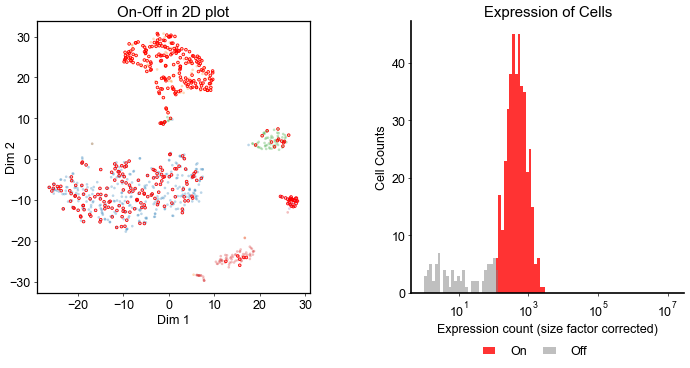 On-Off in 2D plot
30
20
10
0
−10
−20
−30
−20
−10
0
10
20
30
Dim 2
Dim 1
Expression of Cells
40
30
20
10
0
10^1
10^3
10^5
10^7
Cell Counts
Expression count (size factor corrected)
On
Off